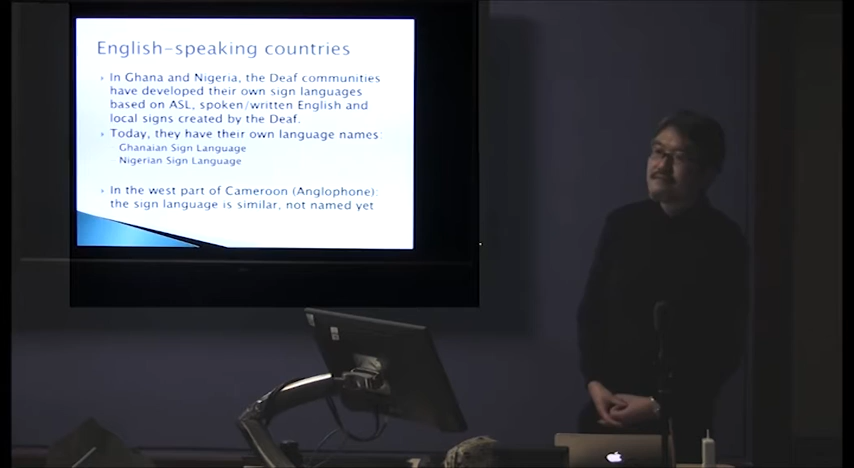 English-speaking countries
In Ghana and Nigeria, the Deaf communities
have developed their own sign languages
based on ASL, spoken/written English and
local signs created by the Deaf.
Today, they have their own language names:
Ghanaian Sign Language
Nigerian Sign Language
In the west part of Cameroon (Anglophone):
the sign language is similar, not named yet